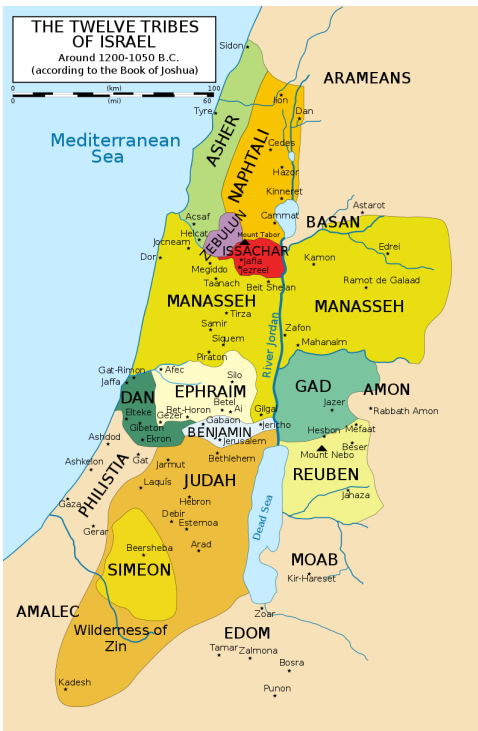 THE TWELVE TRIBES
OF ISRAEL
Around 1200-1050 B.C.
(according to the Book of Joshua)
(km)
0 100
0 60
(mi)
Sidon
ARAMEANS
Tyre
Ijon
Dan
Mediterranean
Sea
ASHER
NAPHTALI
Cedes
Hazor
Kinneret
Astarot
Acsaf
Cammat
BASAN
Helcat
ZEBULUN
Mount Tabor
Jocneam
ISSACHAR
Edrei
Dor
Jafia
Kamon
Megiddo
Jezreel
Taanach
Beit Shelan
Ramot de Galaad
MANASSEH
MANASSEH
Tirza
Samir
River Jordan
Zafon
Siquem
Mahanaim
Piraton
Gat-Rimon
Afec
Jaffa
Silo
GAD
AMON
DAN
EPHRAIM
Betel
Jazer
Elteke
Bet-Horon
Ai
Gilgal
Rabbath Amon
Gezer
Gibeton
Gabaon
Jericho
Hesbon
Mefaat
BENJAMIN
Ashdod
Ekron
Jerusalem
Beser
Gat
Bethlehem
Mount Nebo
Ashkelon
Jarmut
PHILISTIA
JUDAH
REUBEN
Laquís
Gaza
Hebron
Jahaza
Debir
Dead Sea
Gerar
Estemoa
Beersheba
Arad
MOAB
SIMEON
Kir-Hareset
AMALEC
Zoar
Wilderness of
Zin
EDOM
Tamar
Zalmona
Bosra
Kadesh
Punon